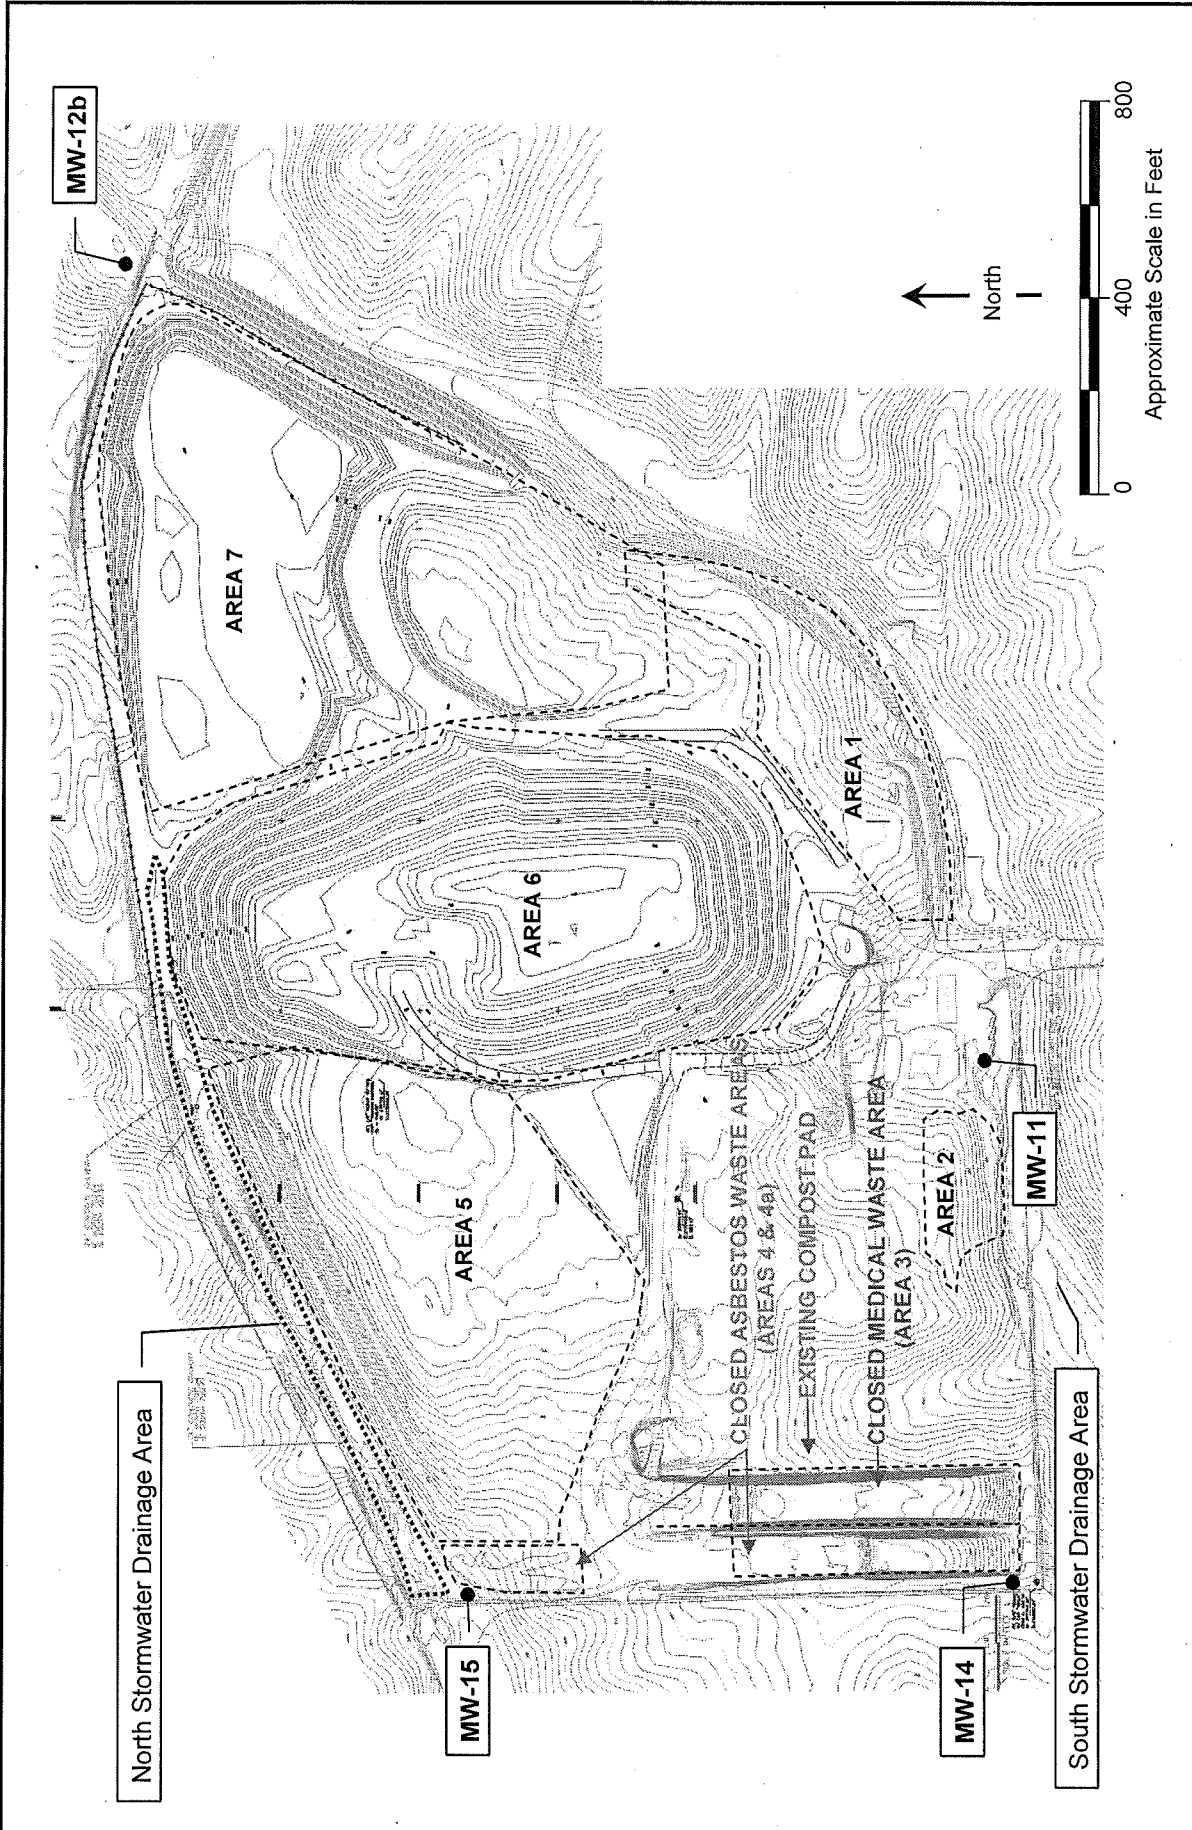 MW-12b
North Stormwater Drainage Area
AREA 7
AREA 6
AREA 5
AREA 1
MW-15
CLOSED ASBESTOS WASTE AREAS
(AREAS 4 & 4a)
EXISTING COMPOST PAD
CLOSED MEDICAL WASTE AREA
(AREA 3)
AREA 2
MW-11
MW-14
South Stormwater Drainage Area
North
0
400
800
Approximate Scale in Feet